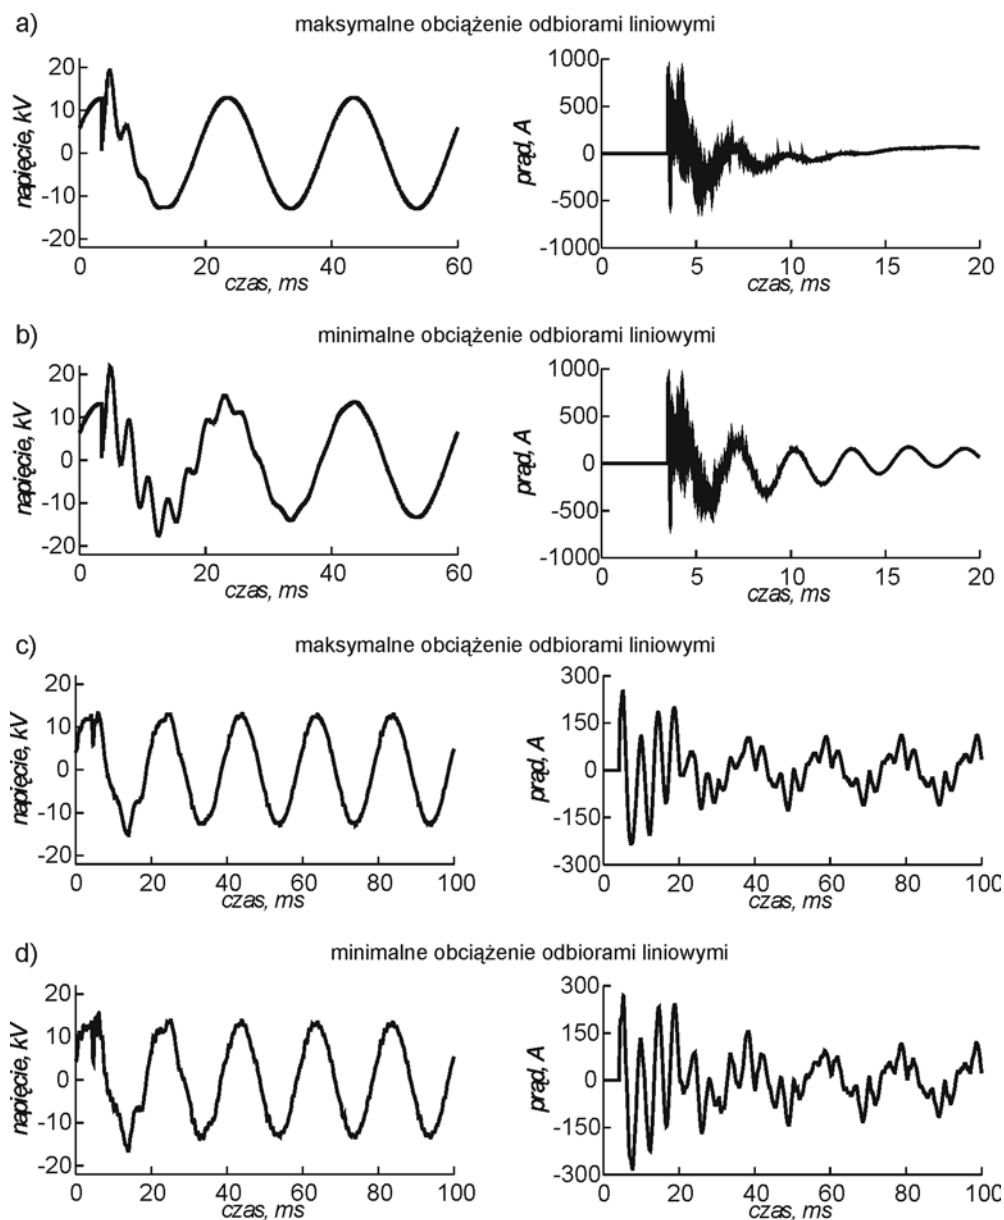 a)
maksymalne obciążenie odbiorami liniowymi
napięcie, kV
20
10
0
-10
-20
0 20 40 60
czas, ms
prąd, A
1000
500
0
-500
-1000
0 5 10 15 20
czas, ms
b)
minimalne obciążenie odbiorami liniowymi
napięcie, kV
20
10
0
-10
-20
0 20 40 60
czas, ms
prąd, A
1000
500
0
-500
-1000
0 5 10 15 20
czas, ms
c)
maksymalne obciążenie odbiorami liniowymi
napięcie, kV
20
10
0
-10
-20
0 20 40 60 80 100
czas, ms
prąd, A
300
150
0
-150
-300
0 20 40 60 80 100
czas, ms
d)
minimalne obciążenie odbiorami liniowymi
napięcie, kV
20
10
0
-10
-20
0 20 40 60 80 100
czas, ms
prąd, A
300
150
0
-150
-300
0 20 40 60 80 100
czas, ms